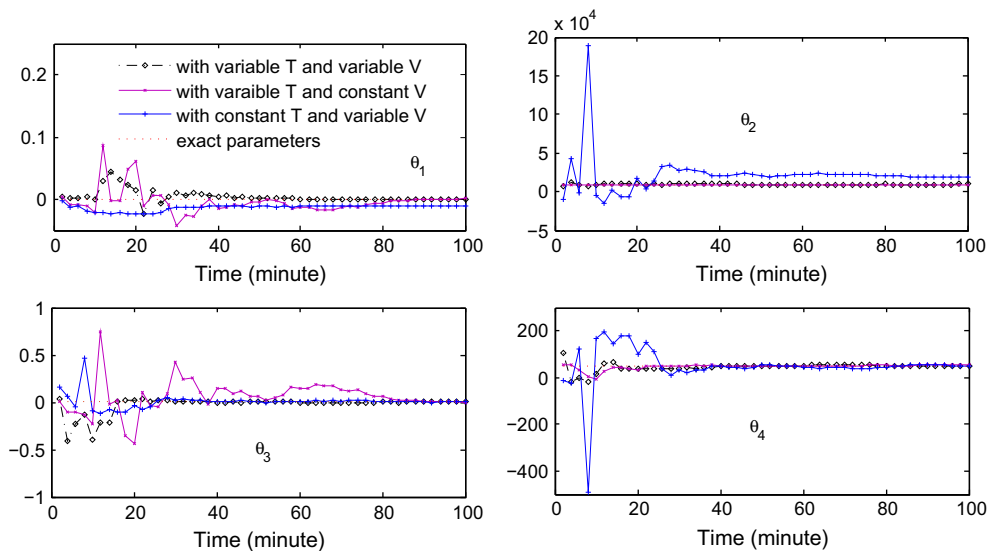 0.2
0.1
0
with variable T and variable V
with varaible T and constant V
with constant T and variable V
exact parameters
θ1
0 20 40 60 80 100
Time (minute)
x 10^4
20
15
10
5
0
−5
θ2
0 20 40 60 80 100
Time (minute)
1
0.5
0
−0.5
−1
θ3
0 20 40 60 80 100
Time (minute)
200
0
−200
−400
θ4
0 20 40 60 80 100
Time (minute)